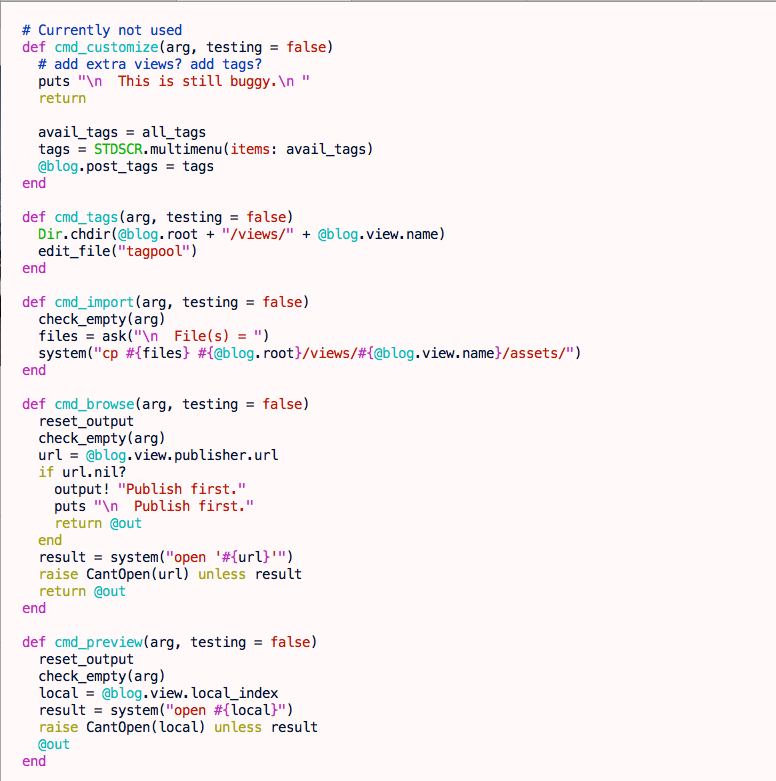 # Currently not used
def cmd_customize(arg, testing = false)
  # add extra views? add tags?
  puts "\n  This is still buggy.\n "
  return

  avail_tags = all_tags
  tags = STDSCR.multimenu(items: avail_tags)
  @blog.post_tags = tags
end

def cmd_tags(arg, testing = false)
  Dir.chdir(@blog.root + "/views/" + @blog.view.name)
  edit_file("tagpool")
end

def cmd_import(arg, testing = false)
  check_empty(arg)
  files = ask("\n  File(s) = ")
  system("cp #{files} #{@blog.root}/views/#{@blog.view.name}/assets/")
end

def cmd_browse(arg, testing = false)
  reset_output
  check_empty(arg)
  url = @blog.view.publisher.url
  if url.nil?
    output! "Publish first."
    puts "\n  Publish first."
    return @out
  end
  result = system("open '#{url}'")
  raise CantOpen(url) unless result
  return @out
end

def cmd_preview(arg, testing = false)
  reset_output
  check_empty(arg)
  local = @blog.view.local_index
  result = system("open #{local}")
  raise CantOpen(local) unless result
  @out
end